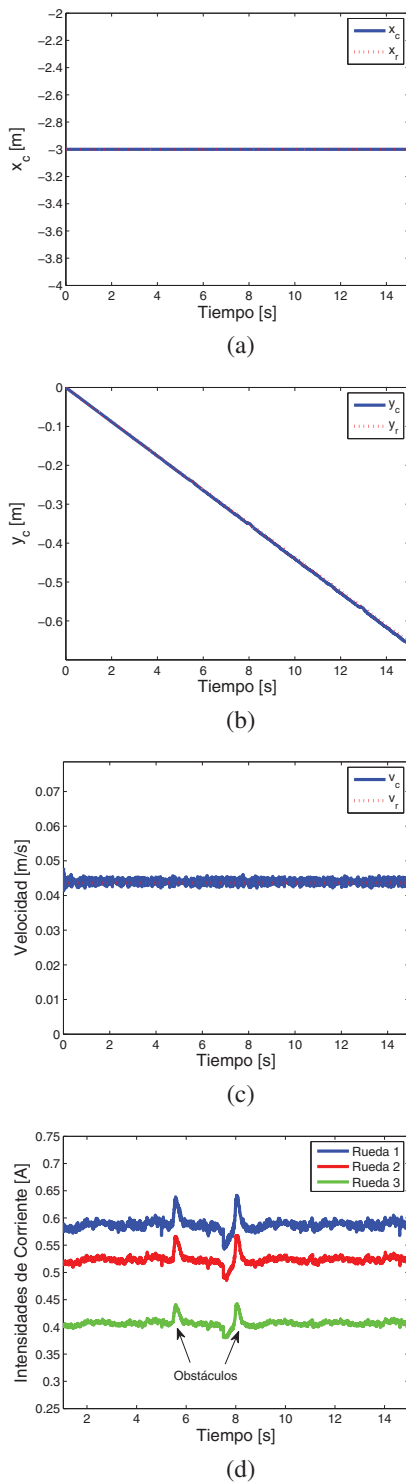 −2
−2.2
−2.4
−2.6
−2.8
−3
−3.2
−3.4
−3.6
−3.8
−4
x_c [m]
x_c
x_r
0 2 4 6 8 10 12 14
Tiempo [s]
(a)
0
−0.1
−0.2
−0.3
−0.4
−0.5
−0.6
y_c [m]
y_c
y_r
0 2 4 6 8 10 12 14
Tiempo [s]
(b)
0.07
0.06
0.05
0.04
0.03
0.02
0.01
0
Velocidad [m/s]
v_c
v_r
0 2 4 6 8 10 12 14
Tiempo [s]
(c)
0.75
0.7
0.65
0.6
0.55
0.5
0.45
0.4
0.35
0.3
0.25
Intensidades de Corriente [A]
Rueda 1
Rueda 2
Rueda 3
Obstáculos
2 4 6 8 10 12 14
Tiempo [s]
(d)